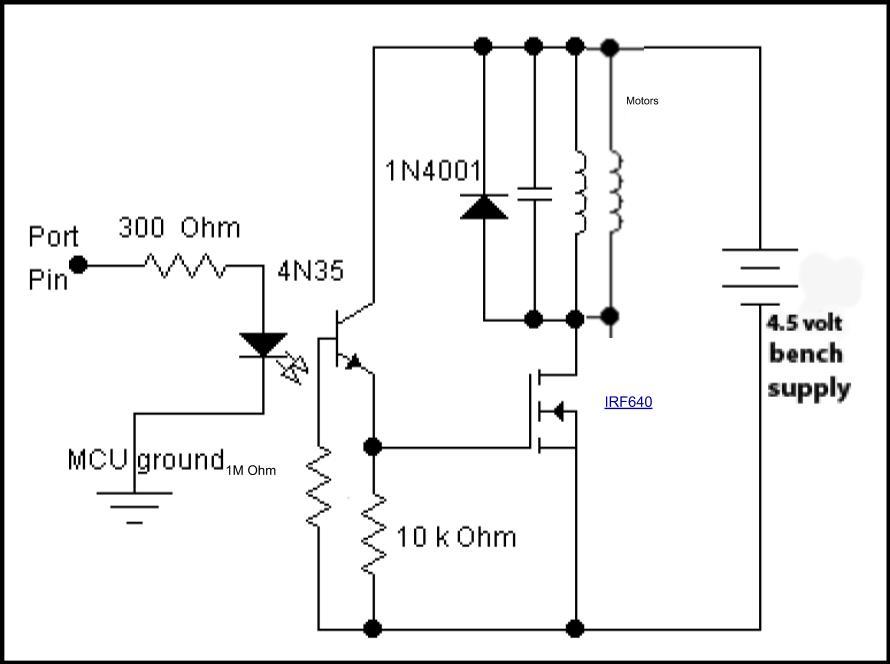 Motors
1N4001
300 Ohm
Port
Pin
4N35
4.5 volt
bench
supply
IRF640
MCU ground
1M Ohm
10 k Ohm